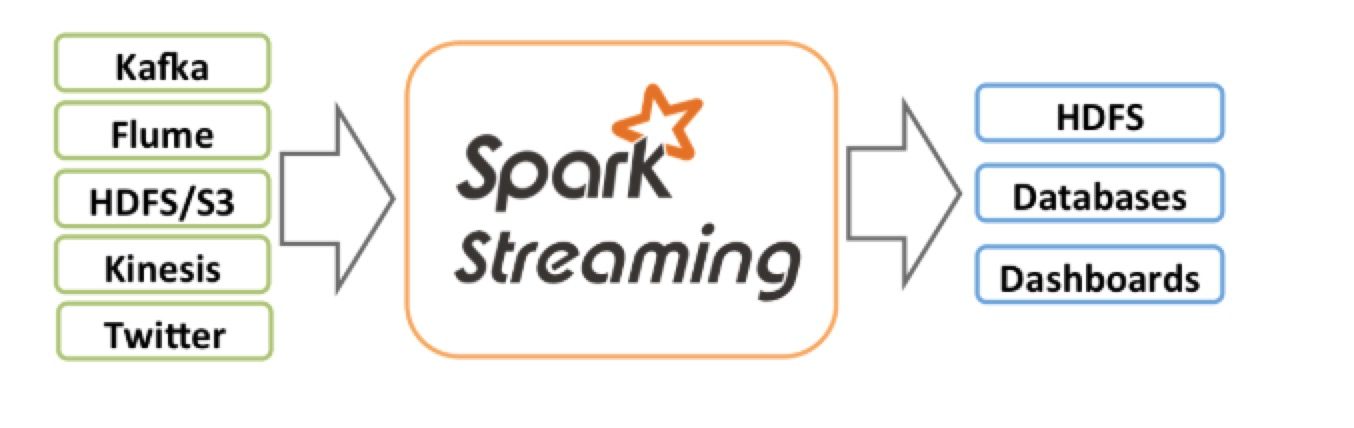 Kafka
Flume
HDFS/S3
Kinesis
Twitter
Spark
Streaming
HDFS
Databases
Dashboards